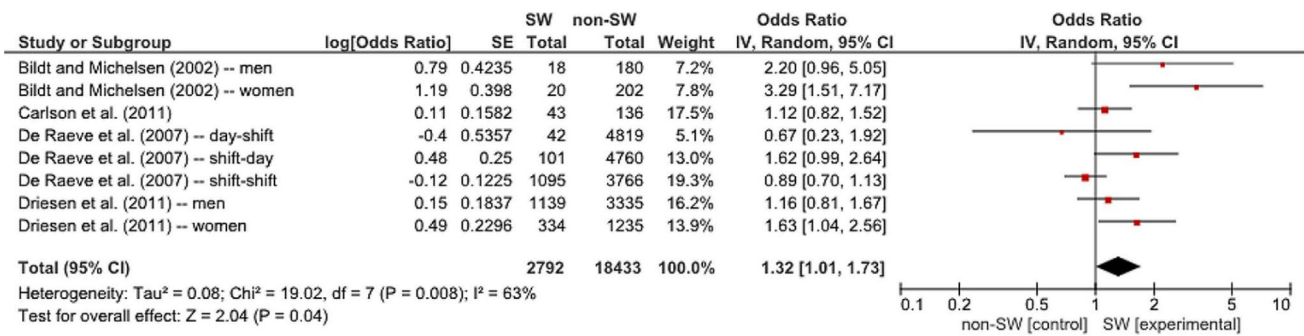 SW non-SW Odds Ratio Odds Ratio
Study or Subgroup log[Odds Ratio] SE Total Total Weight IV, Random, 95% CI IV, Random, 95% CI
Bildt and Michelsen (2002) -- men 0.79 0.4235 18 180 7.2% 2.20 [0.96, 5.05]
Bildt and Michelsen (2002) -- women 1.19 0.398 20 202 7.8% 3.29 [1.51, 7.17]
Carlson et al. (2011) 0.11 0.1582 43 136 17.5% 1.12 [0.82, 1.52]
De Raeve et al. (2007) -- day-shift -0.4 0.5357 42 4819 5.1% 0.67 [0.23, 1.92]
De Raeve et al. (2007) -- shift-day 0.48 0.25 101 4760 13.0% 1.62 [0.99, 2.64]
De Raeve et al. (2007) -- shift-shift -0.12 0.1225 1095 3766 19.3% 0.89 [0.70, 1.13]
Driesen et al. (2011) -- men 0.15 0.1837 1139 3335 16.2% 1.16 [0.81, 1.67]
Driesen et al. (2011) -- women 0.49 0.2296 334 1235 13.9% 1.63 [1.04, 2.56]
Total (95% CI) 2792 18433 100.0% 1.32 [1.01, 1.73]
Heterogeneity: Tau² = 0.08; Chi² = 19.02, df = 7 (P = 0.008); I² = 63%
Test for overall effect: Z = 2.04 (P = 0.04)
0.1 0.2 0.5 1 2 5 10
non-SW [control] SW [experimental]